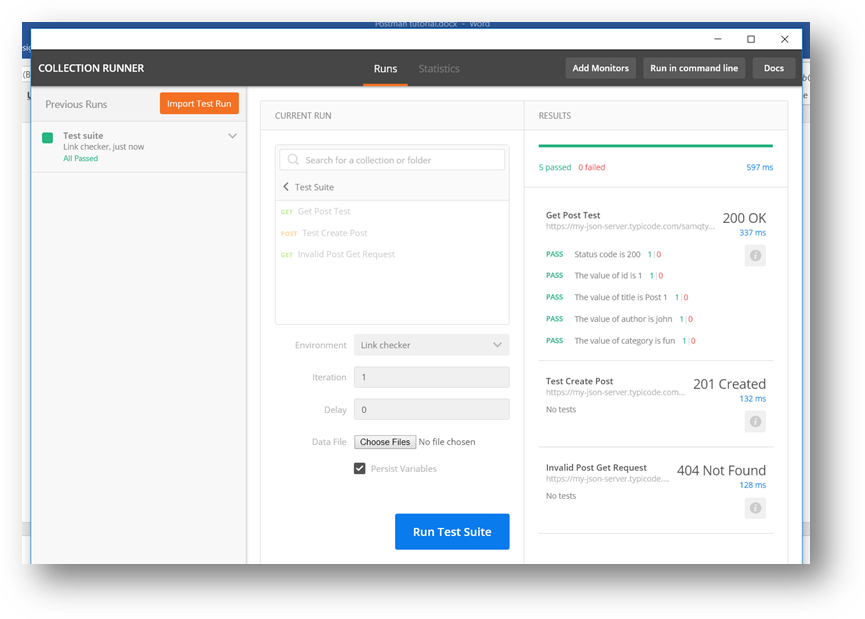 Postman tutorial.docx - Word
COLLECTION RUNNER
Runs
Statistics
Add Monitors
Run in command line
Docs
Previous Runs
Import Test Run
Test suite
Link checker, just now
All Passed
CURRENT RUN
Search for a collection or folder
Test Suite
GET Get Post Test
POST Test Create Post
GET Invalid Post Get Request
Environment Link checker
Iteration 1
Delay 0
Data File Choose Files No file chosen
Persist Variables
Run Test Suite
RESULTS
5 passed 0 failed 597 ms
Get Post Test 200 OK
https://my-json-server.typicode.com/samqty...
337 ms
PASS Status code is 200 1|0
PASS The value of id is 1 1|0
PASS The value of title is Post 1 1|0
PASS The value of author is john 1|0
PASS The value of category is fun 1|0
Test Create Post 201 Created
https://my-json-server.typicode.com...
132 ms
No tests
Invalid Post Get Request 404 Not Found
https://my-json-server.typicode....
128 ms
No tests